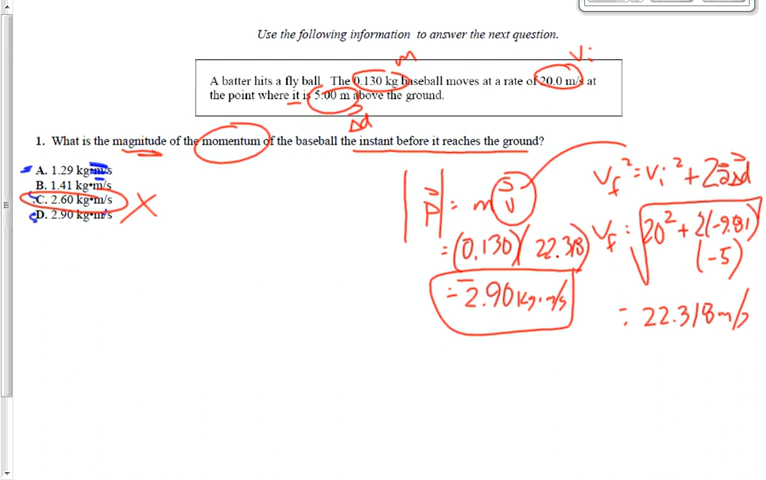 Use the following information to answer the next question.
m
Vi
A batter hits a fly ball. The 0.130 kg baseball moves at a rate of 20.0 m/s at
the point where it is 5.00 m above the ground.
- Δd
1. What is the magnitude of the momentum of the baseball the instant before it reaches the ground?
A. 1.29 kg•m/s
B. 1.41 kg•m/s
C. 2.60 kg•m/s X
D. 2.90 kg•m/s
|p⃗| = mv⃗
= (0.130)(22.318)
= -2.90 kg·m/s
Vf² = Vi² + 2a⃗Δd⃗
Vf = √20² + 2(-9.81)
(-5)
= 22.318 m/s